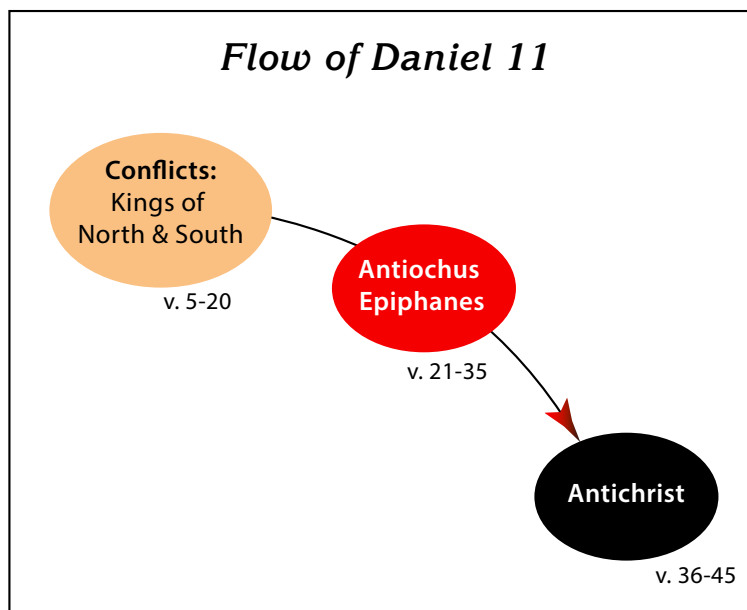 Flow of Daniel 11
Conflicts:
Kings of
North & South
v. 5-20
Antiochus
Epiphanes
v. 21-35
Antichrist
v. 36-45